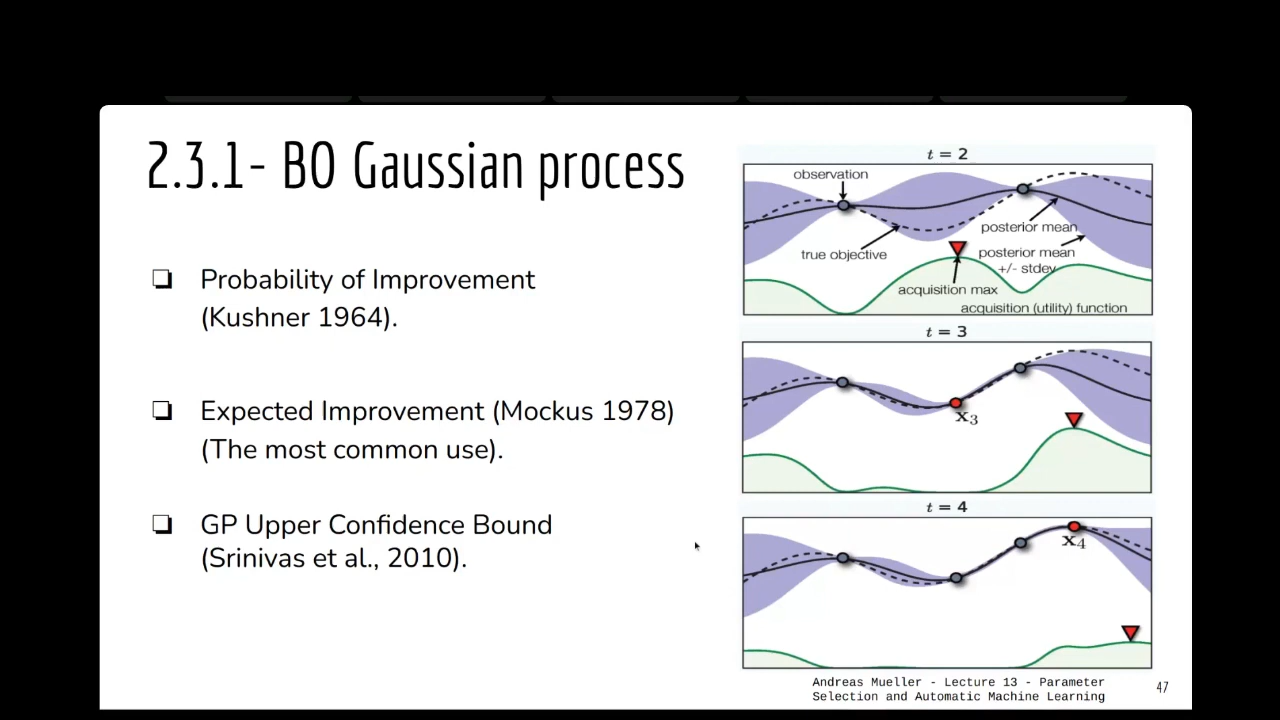 2.3.1- BO Gaussian process
❏ Probability of Improvement
(Kushner 1964).
❏ Expected Improvement (Mockus 1978)
(The most common use).
❏ GP Upper Confidence Bound
(Srinivas et al., 2010).
t = 2
observation
posterior mean
true objective
posterior mean
+/- stdev
acquisition max
acquisition (utility) function
t = 3
x₃
t = 4
x₄
Andreas Mueller - Lecture 13 - Parameter
Selection and Automatic Machine Learning
47